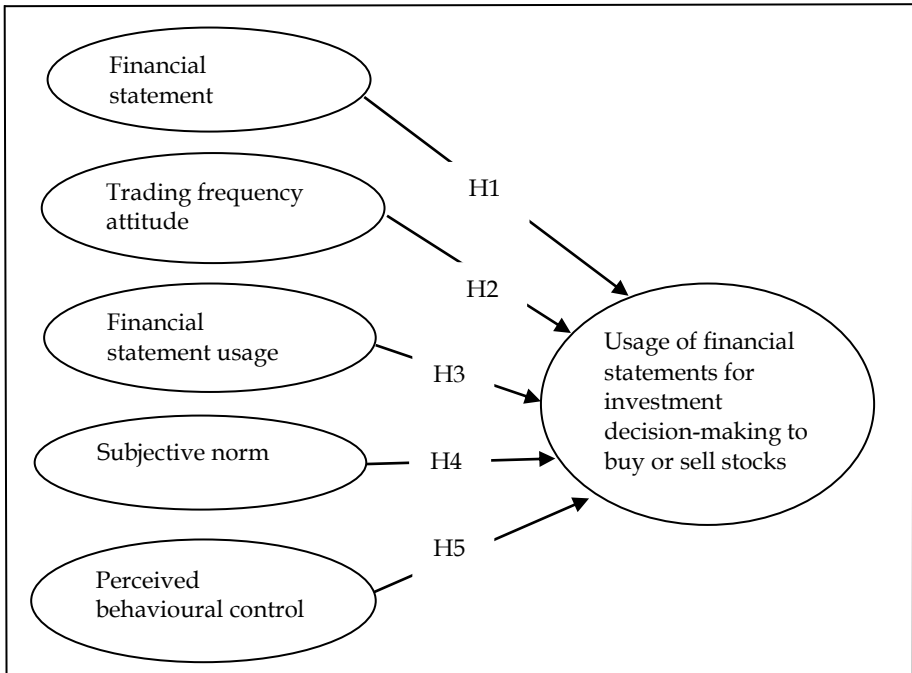 Financial
statement
H1
Trading frequency
attitude
H2
Financial
statement usage
H3
Subjective norm
H4
Perceived
behavioural control
H5
Usage of financial
statements for
investment
decision-making to
buy or sell stocks